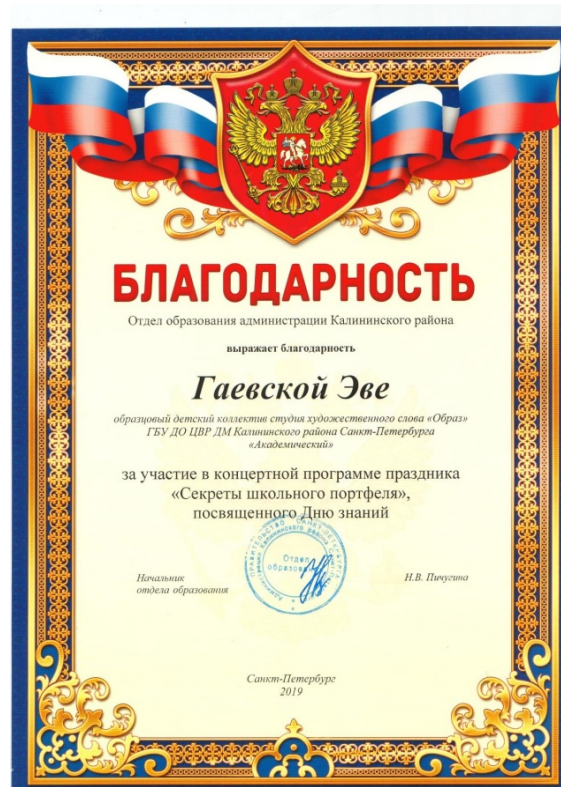 БЛАГОДАРНОСТЬ
Отдел образования администрации Калининского района
выражает благодарность
Гаевской Эве
образцовый детский коллектив студия художественного слова «Образ»
ГБУ ДО ЦВР ДМ Калининского района Санкт-Петербурга
«Академический»
за участие в концертной программе праздника
«Секреты школьного портфеля»,
посвященного Дню знаний
Отдел
Начальник
отдела образования
Н.В. Пичугина
Санкт-Петербург
2019